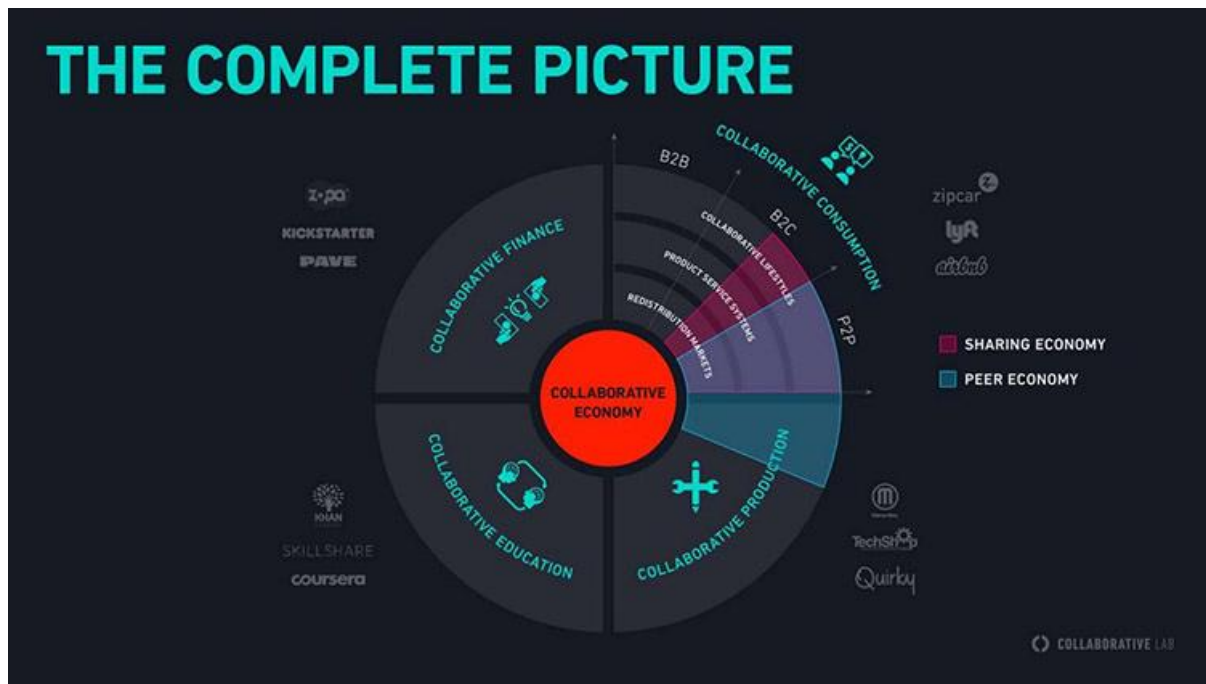 THE COMPLETE PICTURE
zopa
KICKSTARTER
PAVE
COLLABORATIVE FINANCE
B2B
B2C
P2P
COLLABORATIVE CONSUMPTION
COLLABORATIVE LIFESTYLES
PRODUCT SERVICE SYSTEMS
REDISTRIBUTION MARKETS
zipcar
lyft
airbnb
SHARING ECONOMY
PEER ECONOMY
COLLABORATIVE
ECONOMY
KHAN
SKILLSHARE
coursera
COLLABORATIVE EDUCATION
COLLABORATIVE PRODUCTION
TechShop
Quirky
COLLABORATIVE LAB